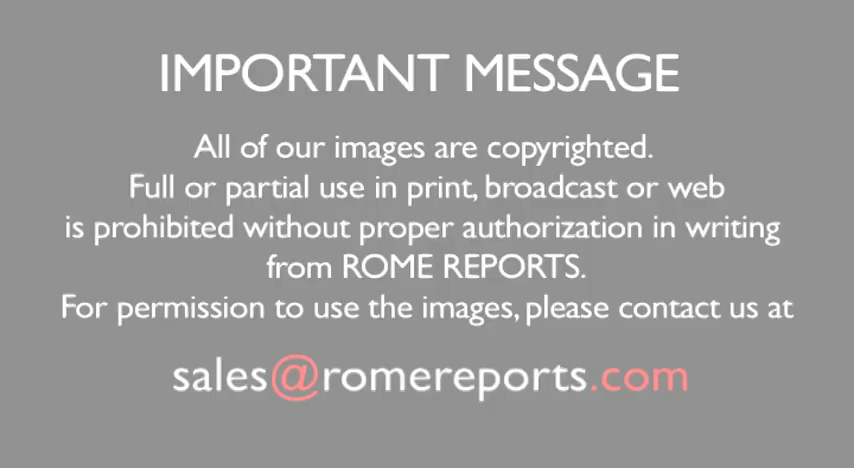 IMPORTANT MESSAGE
All of our images are copyrighted.
Full or partial use in print, broadcast or web
is prohibited without proper authorization in writing
from ROME REPORTS.
For permission to use the images, please contact us at
sales@romereports.com